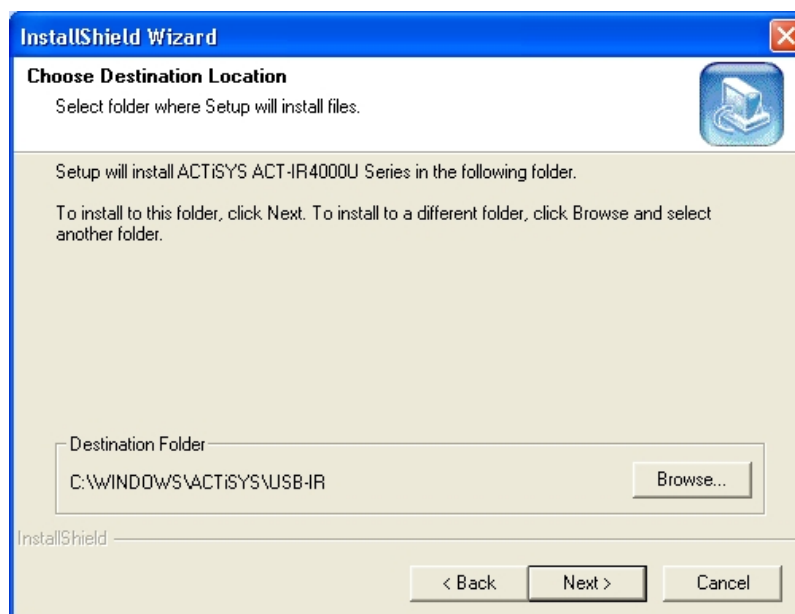 InstallShield Wizard
Choose Destination Location
Select folder where Setup will install files.
Setup will install ACTiSYS ACT-IR4000U Series in the following folder.
To install to this folder, click Next. To install to a different folder, click Browse and select
another folder.
Destination Folder
C:\WINDOWS\ACTiSYS\USB-IR
Browse...
InstallShield
< Back
Next >
Cancel